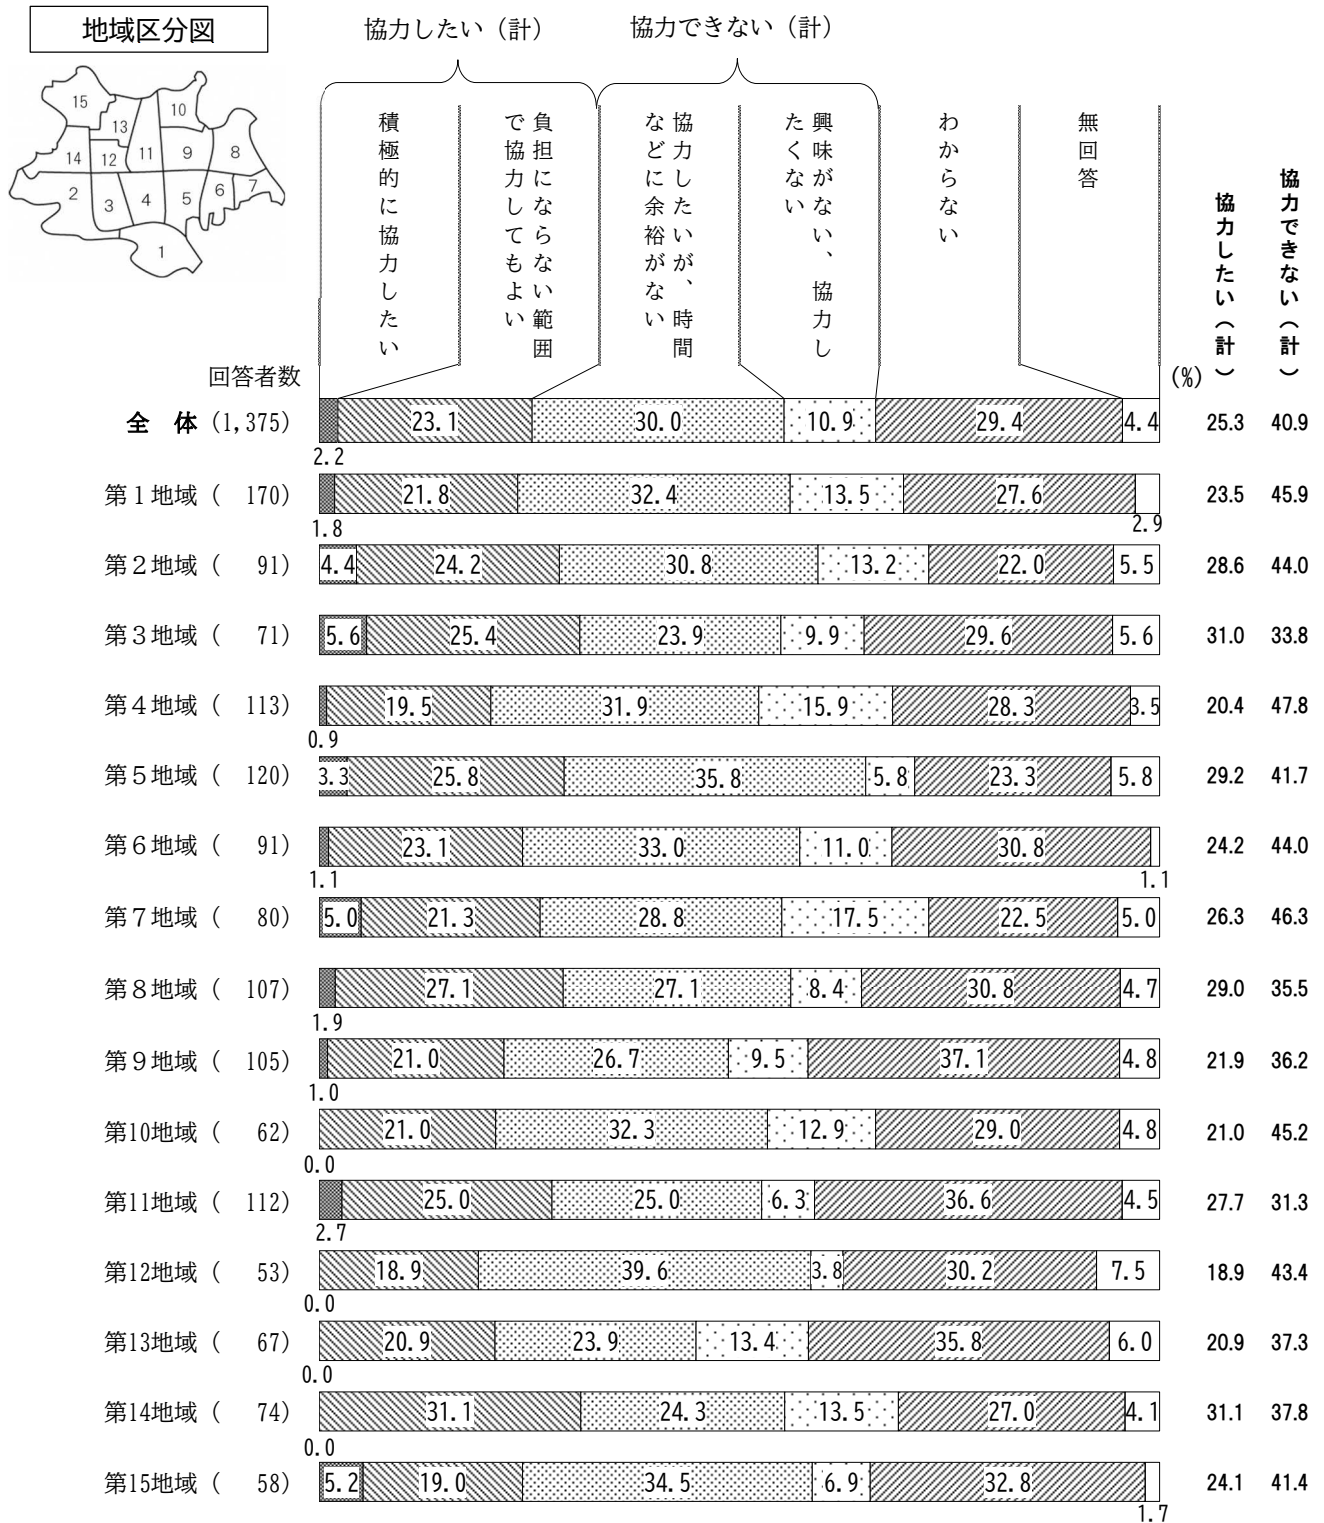 地域区分図
協力したい（計）
協力できない（計）
15
10
13
14
12
11
9
8
2
3
4
5
6
7
1
積極的に協力したい
負担にならない範囲
で協力してもよい
協力したいが、時間
などに余裕がない
興味がない、協力し
たくない
わからない
無回答
協力したい（計）
協力できない（計）
回答者数
(%)
全　体 (1,375) 2.2 23.1 30.0 10.9 29.4 4.4 25.3 40.9
第１地域 (　170) 1.8 21.8 32.4 13.5 27.6 2.9 23.5 45.9
第２地域 (　91) 4.4 24.2 30.8 13.2 22.0 5.5 28.6 44.0
第３地域 (　71) 5.6 25.4 23.9 9.9 29.6 5.6 31.0 33.8
第４地域 (　113) 0.9 19.5 31.9 15.9 28.3 3.5 20.4 47.8
第５地域 (　120) 3.3 25.8 35.8 5.8 23.3 5.8 29.2 41.7
第６地域 (　91) 1.1 23.1 33.0 11.0 30.8 1.1 24.2 44.0
第７地域 (　80) 5.0 21.3 28.8 17.5 22.5 5.0 26.3 46.3
第８地域 (　107) 1.9 27.1 27.1 8.4 30.8 4.7 29.0 35.5
第９地域 (　105) 1.0 21.0 26.7 9.5 37.1 4.8 21.9 36.2
第10地域 (　62) 0.0 21.0 32.3 12.9 29.0 4.8 21.0 45.2
第11地域 (　112) 2.7 25.0 25.0 6.3 36.6 4.5 27.7 31.3
第12地域 (　53) 0.0 18.9 39.6 3.8 30.2 7.5 18.9 43.4
第13地域 (　67) 0.0 20.9 23.9 13.4 35.8 6.0 20.9 37.3
第14地域 (　74) 0.0 31.1 24.3 13.5 27.0 4.1 31.1 37.8
第15地域 (　58) 5.2 19.0 34.5 6.9 32.8 1.7 24.1 41.4